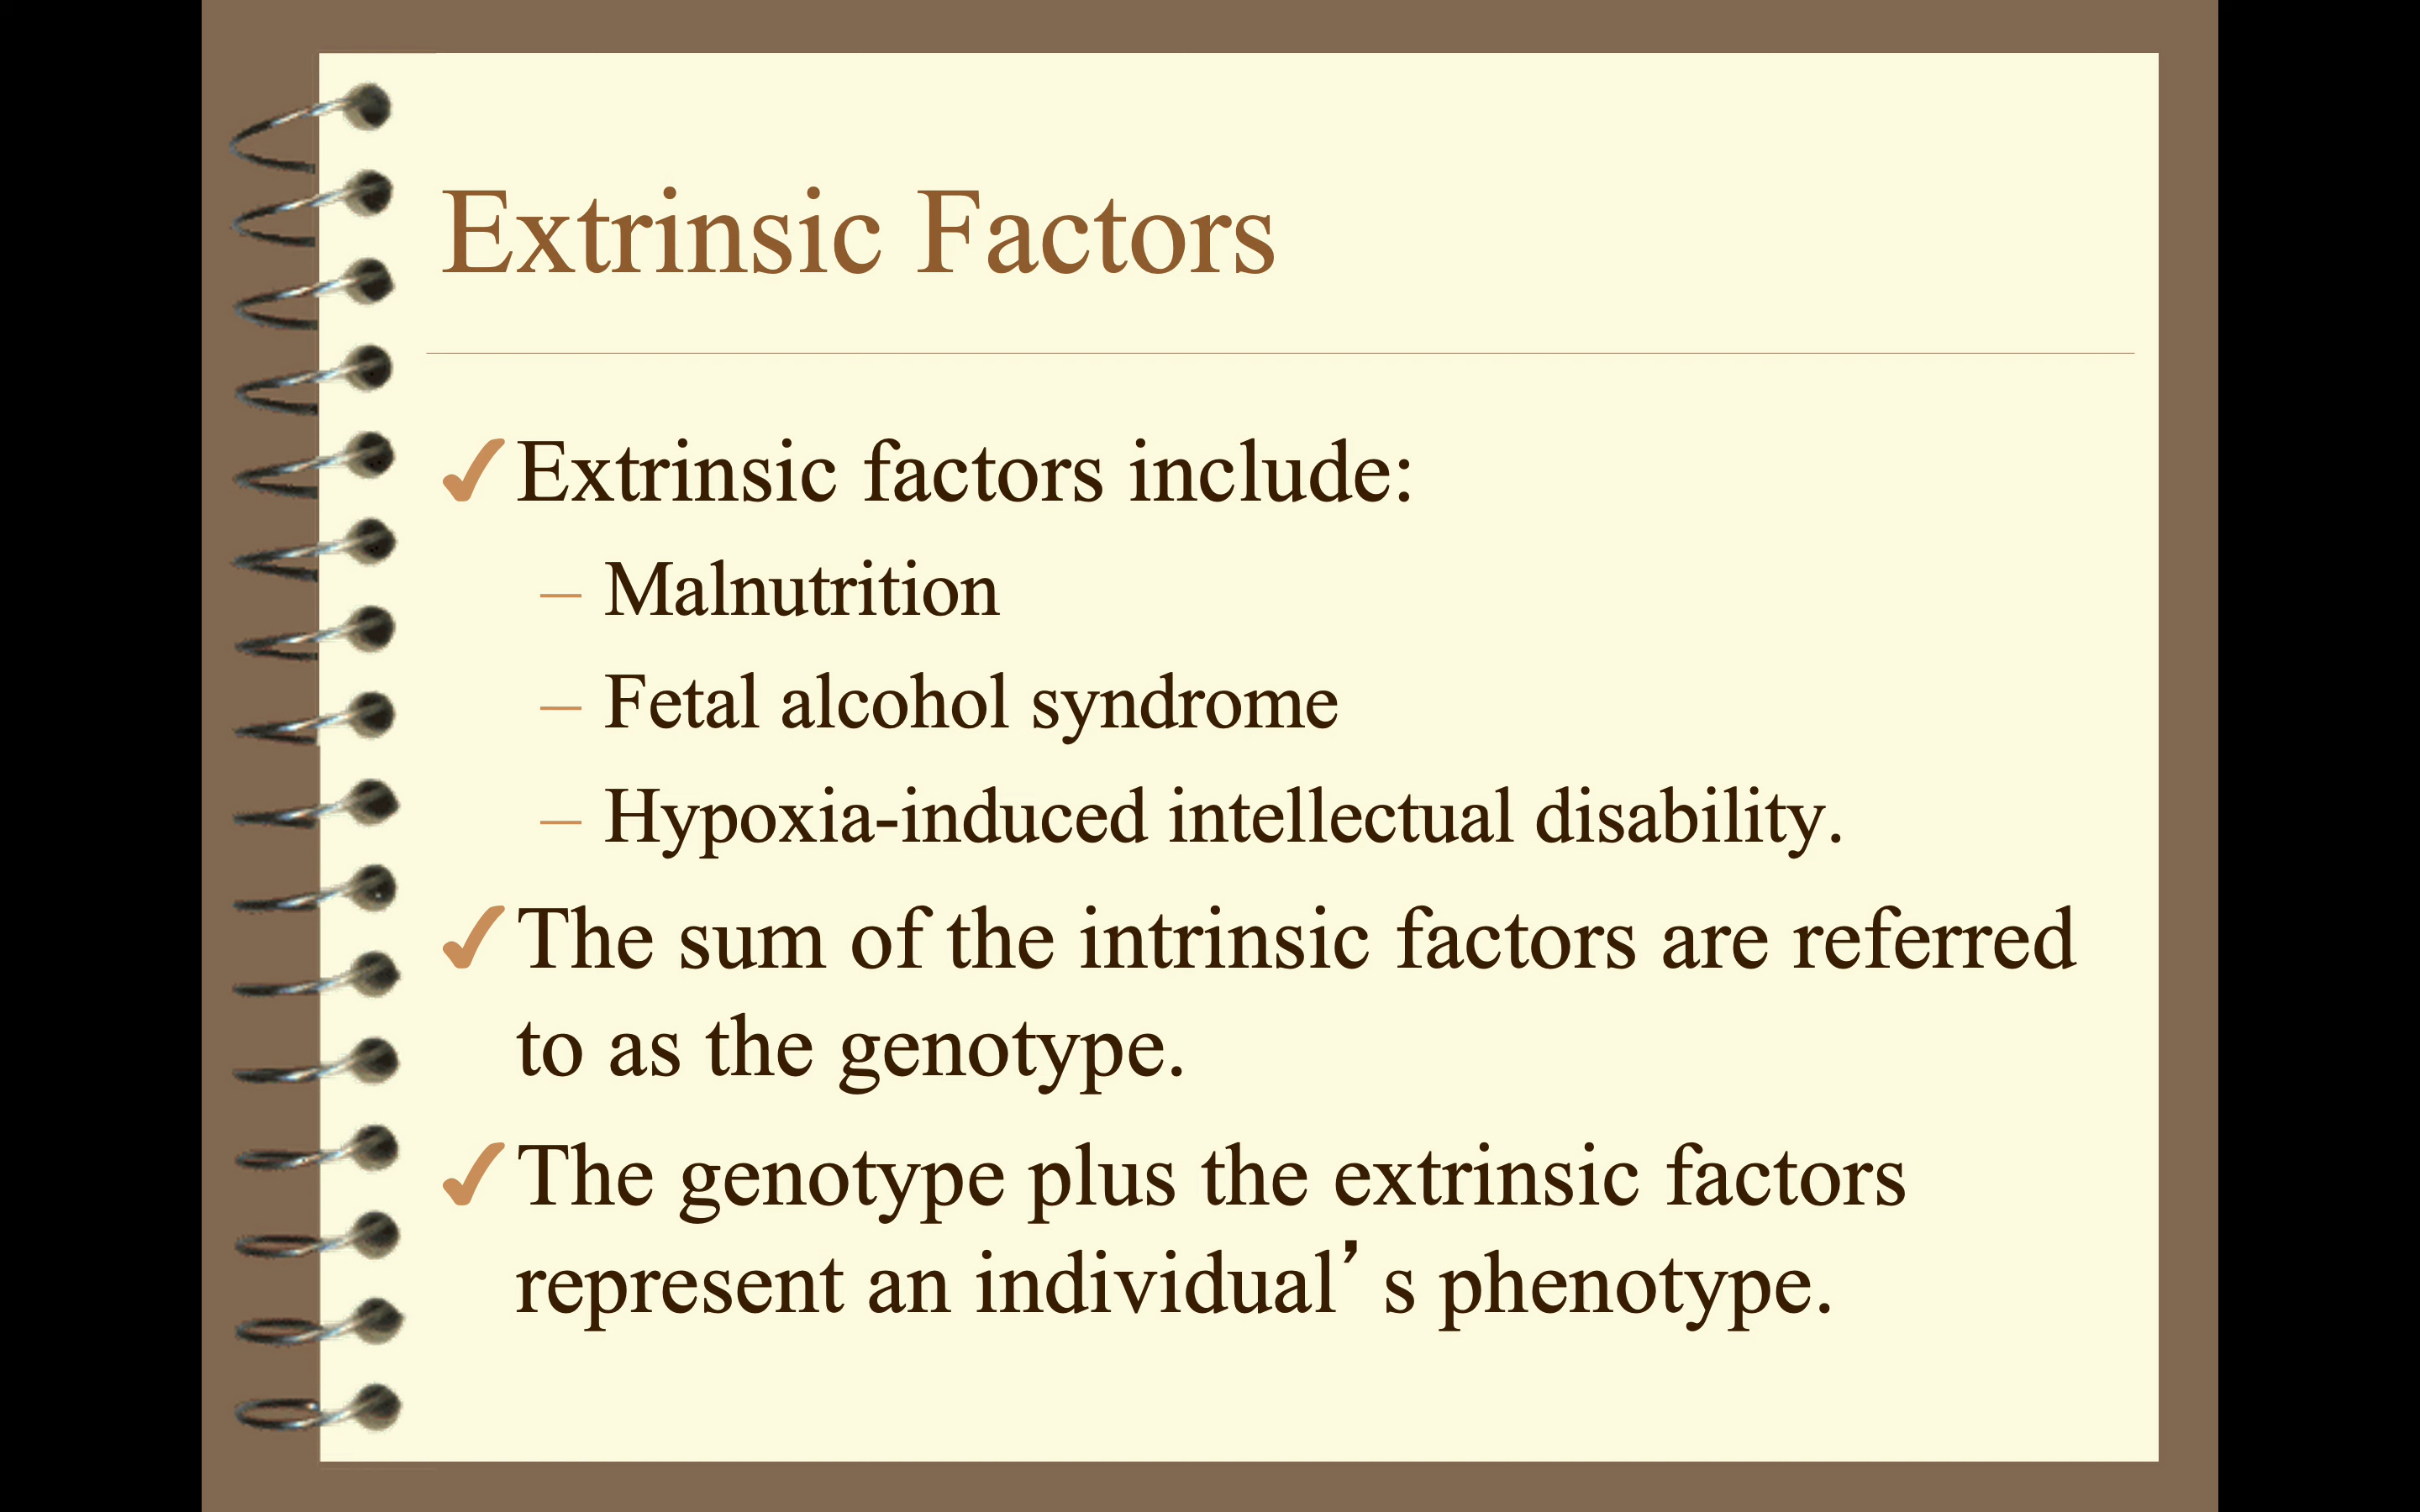 Extrinsic Factors
✓Extrinsic factors include:
– Malnutrition
– Fetal alcohol syndrome
– Hypoxia-induced intellectual disability.
✓The sum of the intrinsic factors are referred
to as the genotype.
✓The genotype plus the extrinsic factors
represent an individual’s phenotype.